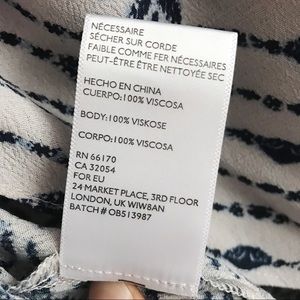 NÉCESSAIRE
SÉCHER SUR CORDE
FAIBLE COMME FER NÉCESSAIRES
PEUT-ÊTRE ÊTRE NETTOYÉE SEC
HECHO EN CHINA
CUERPO:100% VISCOSA
BODY:100% VISKOSE
CORPO:100% VISCOSA
RN 66170
CA 32054
FOR EU
24 MARKET PLACE, 3RD FLOOR
LONDON, UK WIW8AN
BATCH # OB513987